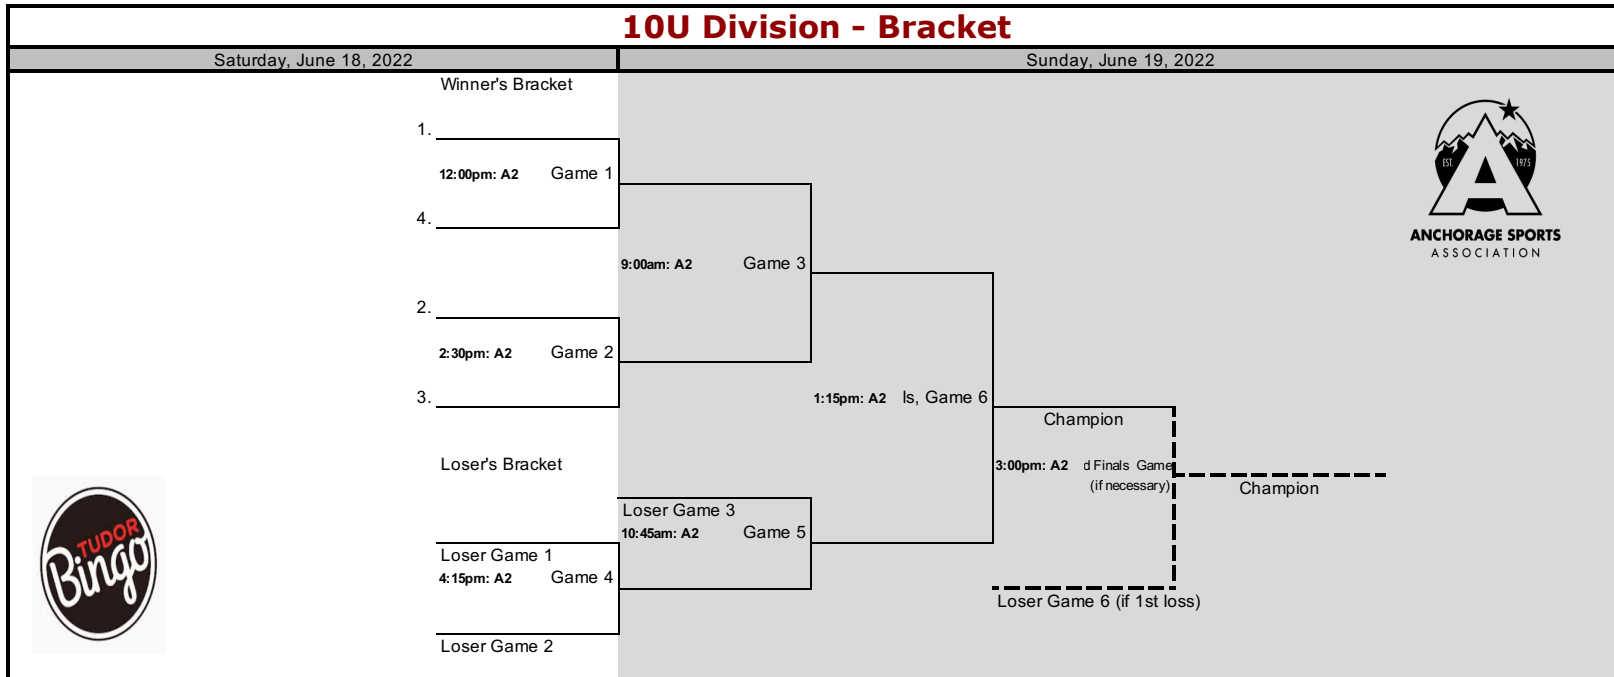 10U Division - Bracket
Saturday, June 18, 2022
Sunday, June 19, 2022
Winner's Bracket
1.
12:00pm: A2 Game 1
4.
9:00am: A2 Game 3
2.
2:30pm: A2 Game 2
3.
1:15pm: A2 ls, Game 6
Champion
Loser's Bracket
3:00pm: A2 d Finals Game
(if necessary)
Champion
Loser Game 3
10:45am: A2 Game 5
Loser Game 1
4:15pm: A2 Game 4
Loser Game 6 (if 1st loss)
Loser Game 2
EST. 1975
A
ANCHORAGE SPORTS
ASSOCIATION
TUDOR
Bingo